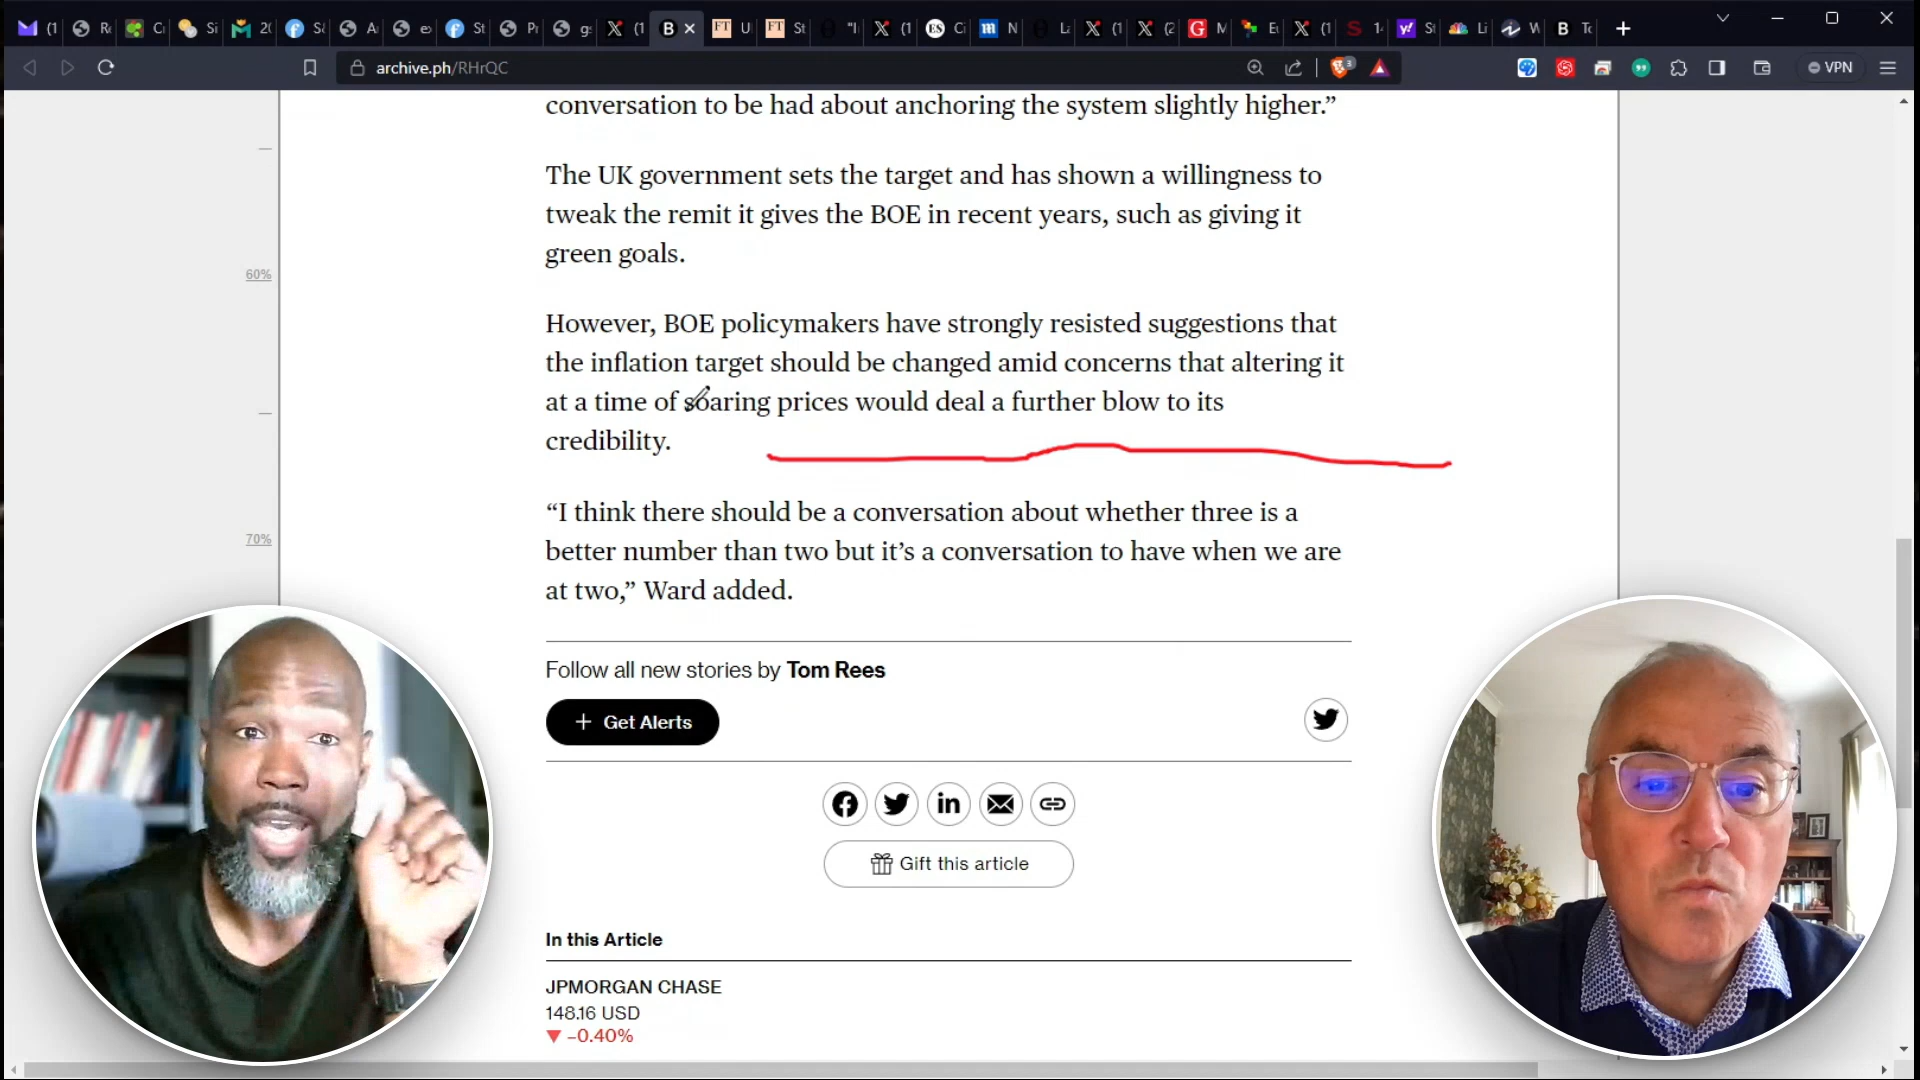 archive.ph/RHrQC
3
VPN
conversation to be had about anchoring the system slightly higher.”
The UK government sets the target and has shown a willingness to
tweak the remit it gives the BOE in recent years, such as giving it
green goals.
60%
However, BOE policymakers have strongly resisted suggestions that
the inflation target should be changed amid concerns that altering it
at a time of soaring prices would deal a further blow to its
credibility.
“I think there should be a conversation about whether three is a
70%
better number than two but it’s a conversation to have when we are
at two,” Ward added.
Follow all new stories by Tom Rees
+ Get Alerts
Gift this article
In this Article
JPMORGAN CHASE
148.16 USD
▼ –0.40%